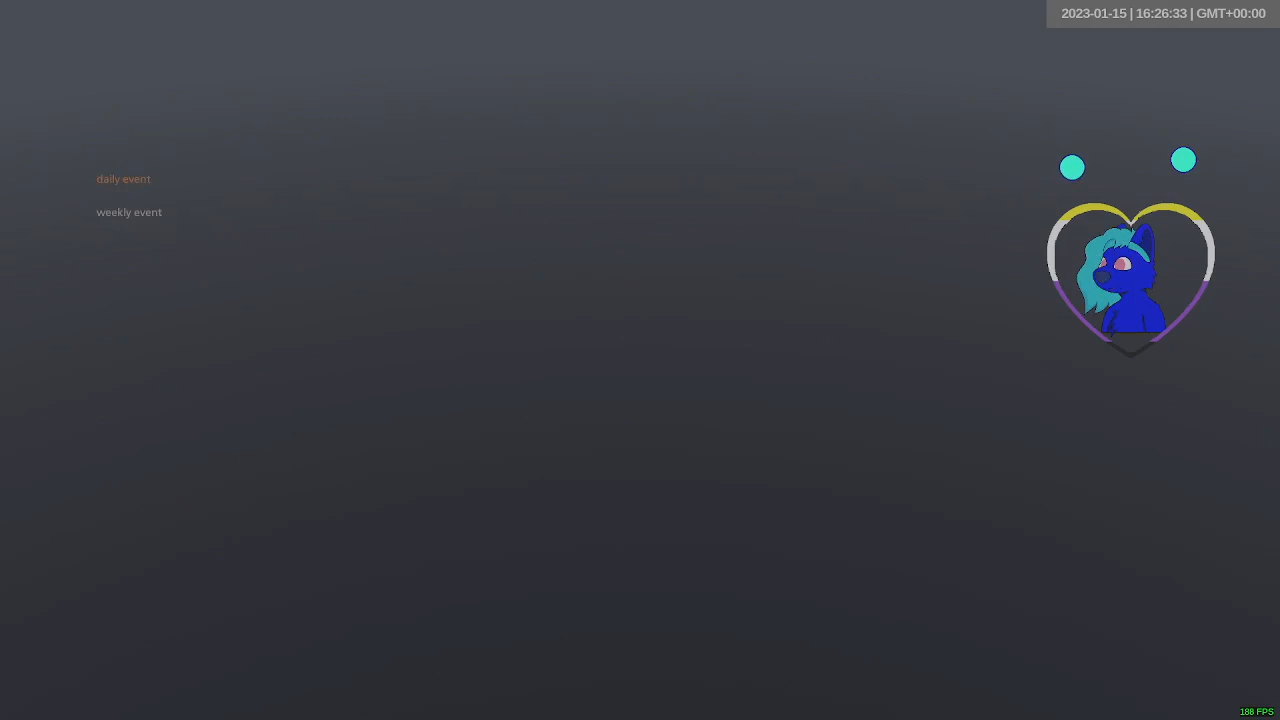 2023-01-15 | 16:26:33 | GMT+00:00
daily event
weekly event
188 FPS